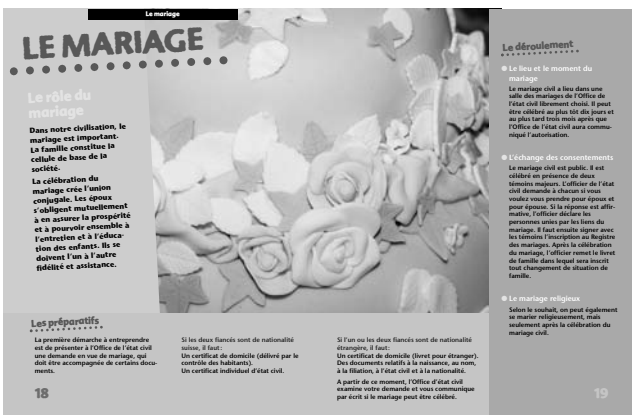 Le mariage
LE MARIAGE
Le rôle du
mariage
Dans notre civilisation, le
mariage est important.
La famille constitue la
cellule de base de la
société.
La célébration du
mariage crée l'union
conjugale. Les époux
s'obligent mutuellement
à en assurer la prospérité
et à pourvoir ensemble à
l'entretien et à l'éduca-
tion des enfants. Ils se
doivent l'un à l'autre
fidélité et assistance.
Les préparatifs
La première démarche à entreprendre
est de présenter à l'Office de l'état civil
une demande en vue de mariage, qui
doit être accompagnée de certains docu-
ments.
Si les deux fiancés sont de nationalité
suisse, il faut:
Un certificat de domicile (délivré par le
contrôle des habitants).
Un certificat individuel d'état civil.
Si l'un ou les deux fiancés sont de nationalité
étrangère, il faut:
Un certificat de domicile (livret pour étranger).
Des documents relatifs à la naissance, au nom,
à la filiation, à l'état civil et à la nationalité.
A partir de ce moment, l'Office d'état civil
examine votre demande et vous communique
par écrit si le mariage peut être célébré.
18
Le déroulement
Le lieu et le moment du
mariage
Le mariage civil a lieu dans une
salle des mariages de l'Office de
l'état civil librement choisi. Il peut
être célébré au plus tôt dix jours et
au plus tard trois mois après que
l'Office de l'état civil aura commu-
niqué l'autorisation.
L'échange des consentements
Le mariage civil est public. Il est
célébré en présence de deux
témoins majeurs. L'officier de l'état
civil demande à chacun si vous
voulez vous prendre pour époux et
pour épouse. Si la réponse est affir-
mative, l'officier déclare les
personnes unies par les liens du
mariage. Il faut ensuite signer avec
les témoins l'inscription au Registre
des mariages. Après la célébration
du mariage, l'officier remet le livret
de famille dans lequel sera inscrit
tout changement de situation de
famille.
Le mariage religieux
Selon le souhait, on peut également
se marier religieusement, mais
seulement après la célébration du
mariage civil.
19